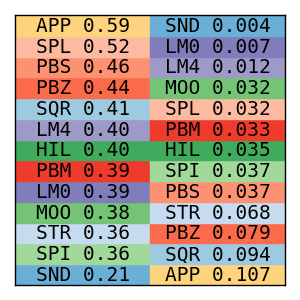 APP 0.59 SND 0.004
SPL 0.52 LM0 0.007
PBS 0.46 LM4 0.012
PBZ 0.44 MOO 0.032
SQR 0.41 SPL 0.032
LM4 0.40 PBM 0.033
HIL 0.40 HIL 0.035
PBM 0.39 SPI 0.037
LM0 0.39 PBS 0.037
MOO 0.38 STR 0.068
STR 0.36 PBZ 0.079
SPI 0.36 SQR 0.094
SND 0.21 APP 0.107